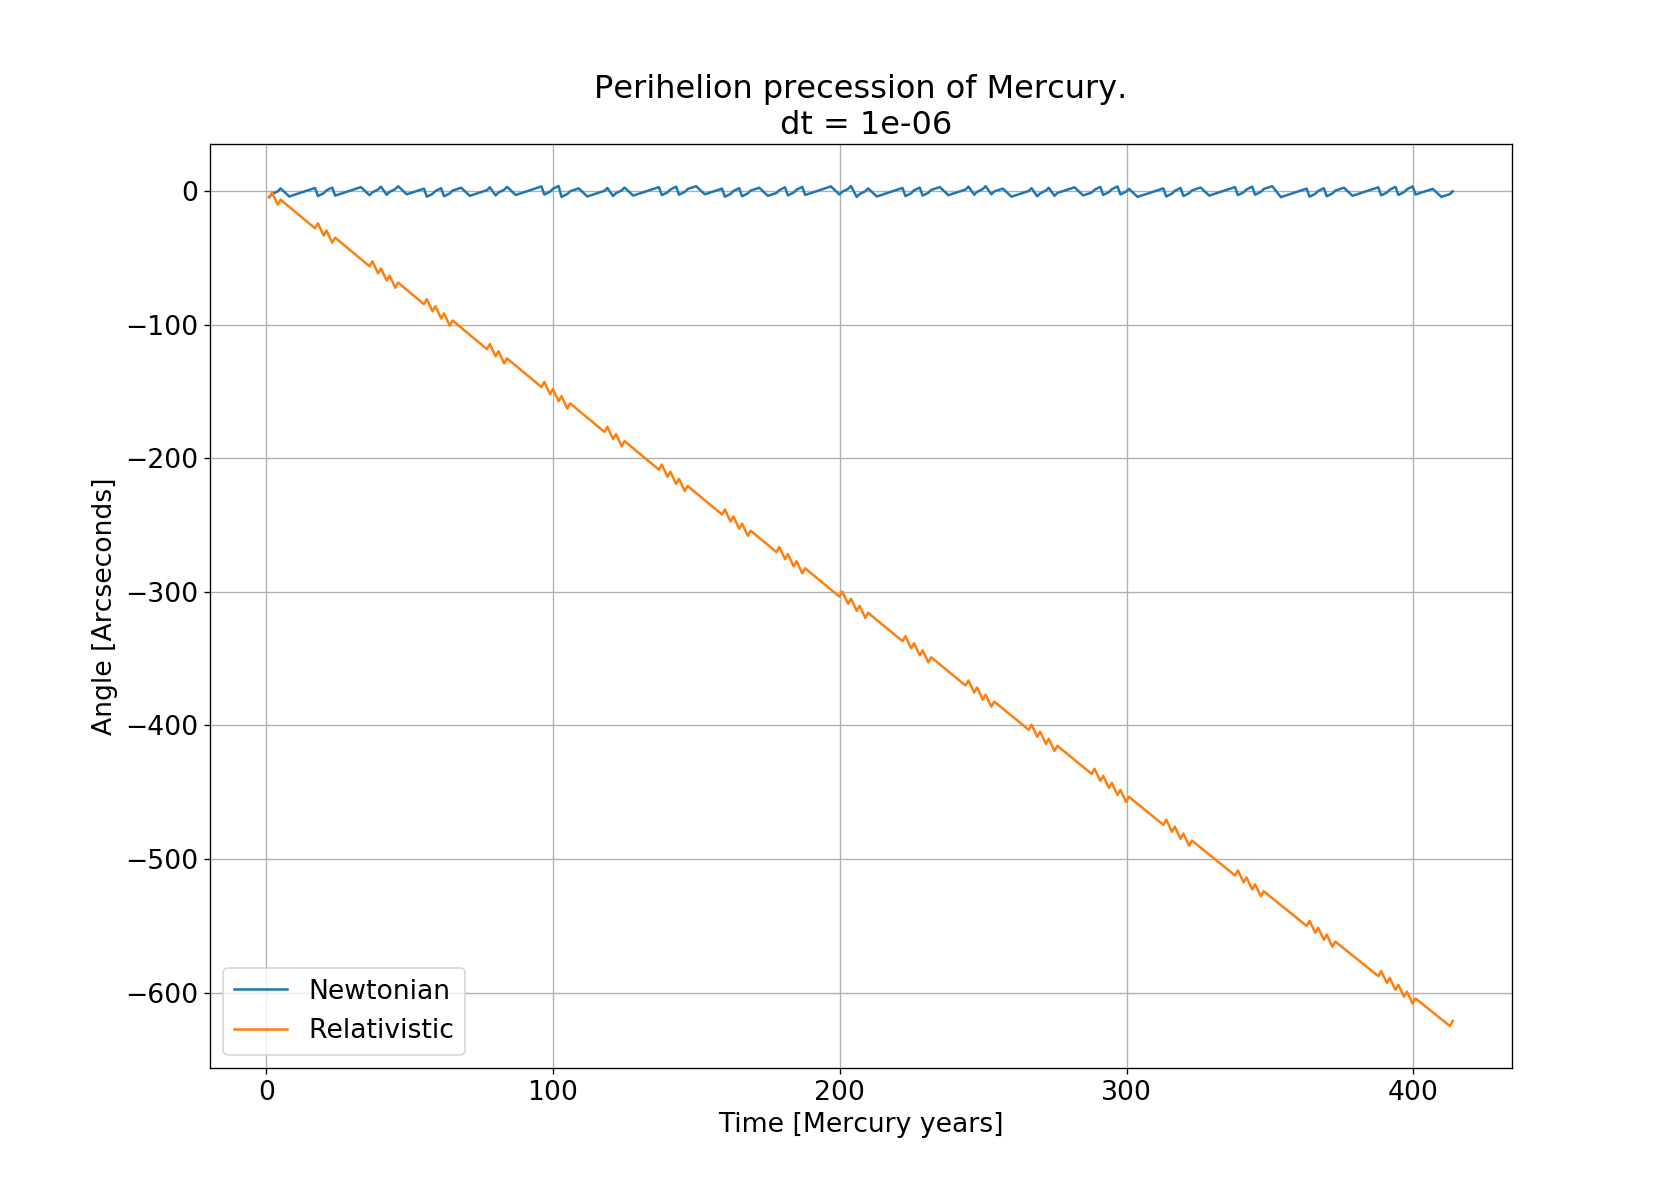 Perihelion precession of Mercury.
dt = 1e-06
0
−100
−200
−300
−400
−500
−600
Angle [Arcseconds]
Newtonian
Relativistic
0 100 200 300 400
Time [Mercury years]